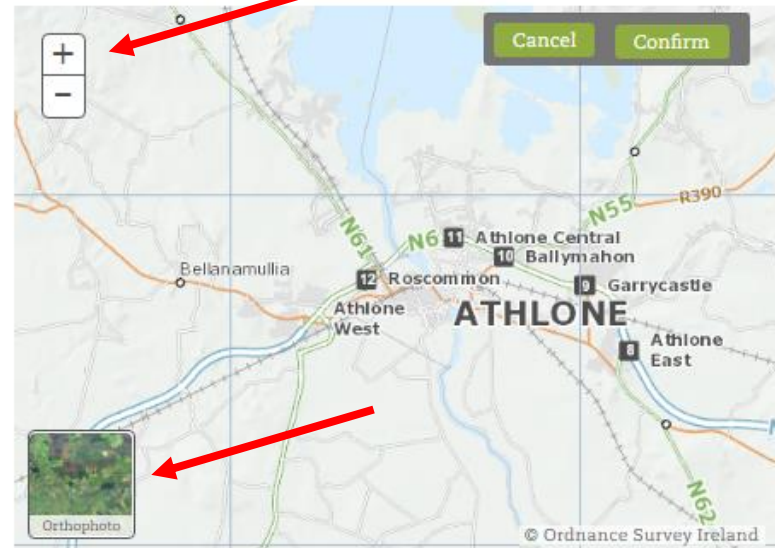 +
−
Cancel Confirm
R390
N55
N61
N6 11 Athlone Central
10 Ballymahon
Bellanamullia
12 Roscommon
9 Garrycastle
Athlone
West
ATHLONE
8 Athlone
East
N62
Orthophoto
© Ordnance Survey Ireland